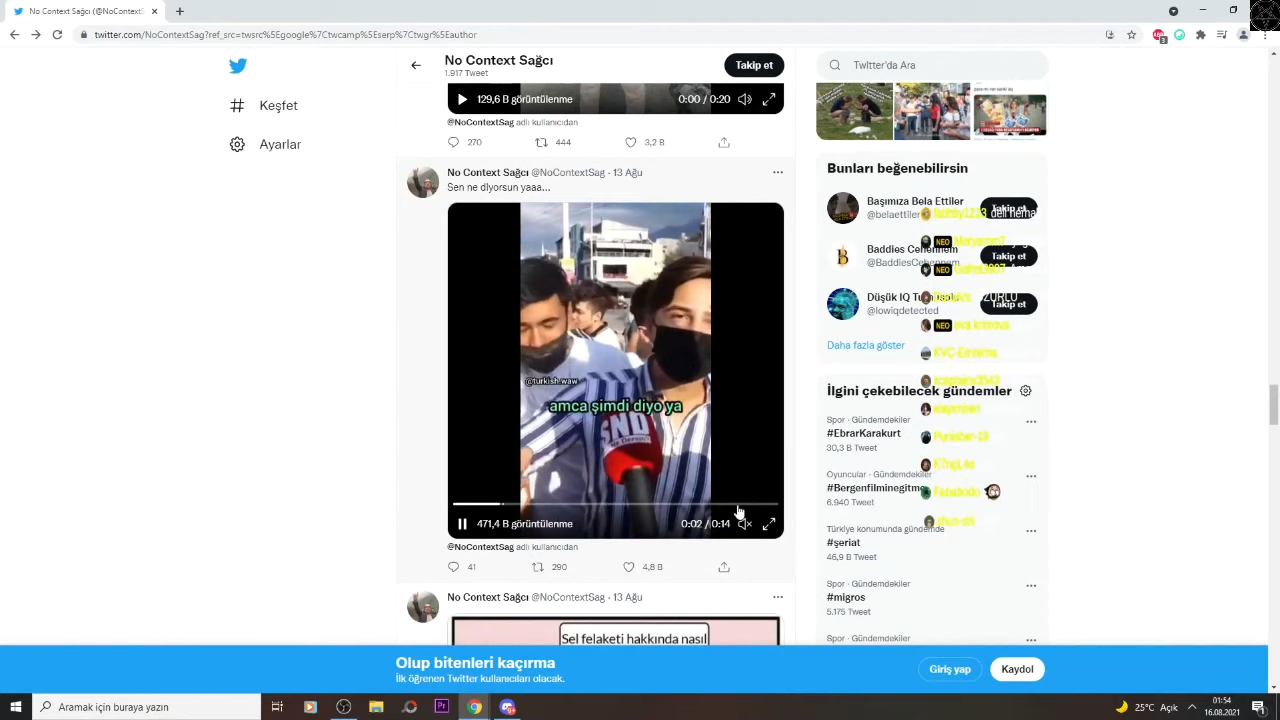 No Context Sağcı (@NoContextS
twitter.com/NoContextSag?ref_src=twsrc%5Egoogle%7Ctwcamp%5Eserp%7Ctwgr%5Eauthor
3
Keşfet
Ayarlar
No Context Sağcı
1.917 Tweet
Takip et
129,6 B görüntülenme
0:00 / 0:20
@NoContextSag adlı kullanıcıdan
270 444 3,2 B
No Context Sağcı @NoContextSag · 13 Ağu
Sen ne diyorsun yaaa...
@turkish.waw
amca şimdi diyo ya
471,4 B görüntülenme
0:02 / 0:14
@NoContextSag adlı kullanıcıdan
41 290 4,8 B
No Context Sağcı @NoContextSag · 13 Ağu
Sel felaketi hakkında nasıl
Twitter'da Ara
Bunları beğenebilirsin
Başımıza Bela Ettiler
@belaettiler
Takip et
Baddies Cehennem
@BaddiesCehennem
Takip et
@lowiqdetected
Takip et
Daha fazla göster
NEO
NEO
NEO
İlgini çekebilecek gündemler
Spor · Gündemdekiler
#EbrarKarakurt
30,3 B Tweet
Oyuncular · Gündemdekiler
#Bergenfilminegitme
6.940 Tweet
Türkiye konumunda gündemde
#şeriat
46,9 B Tweet
Spor · Gündemdekiler
#migros
5.175 Tweet
Spor · Gündemdekiler
Olup bitenleri kaçırma
İlk öğrenen Twitter kullanıcıları olacak.
Giriş yap
Kaydol
Aramak için buraya yazın
25°C Açık
01:54
16.08.2021